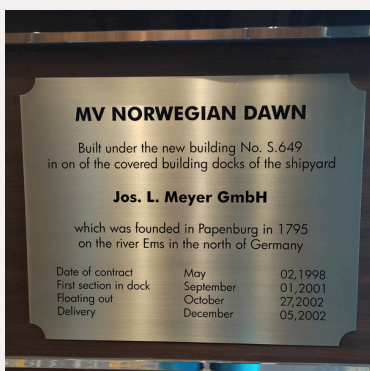 MV NORWEGIAN DAWN
Built under the new building No. S.649
in on of the covered building docks of the shipyard
Jos. L. Meyer GmbH
which was founded in Papenburg in 1795
on the river Ems in the north of Germany
Date of contract May 02,1998
First section in dock September 01,2001
Floating out October 27,2002
Delivery December 05,2002